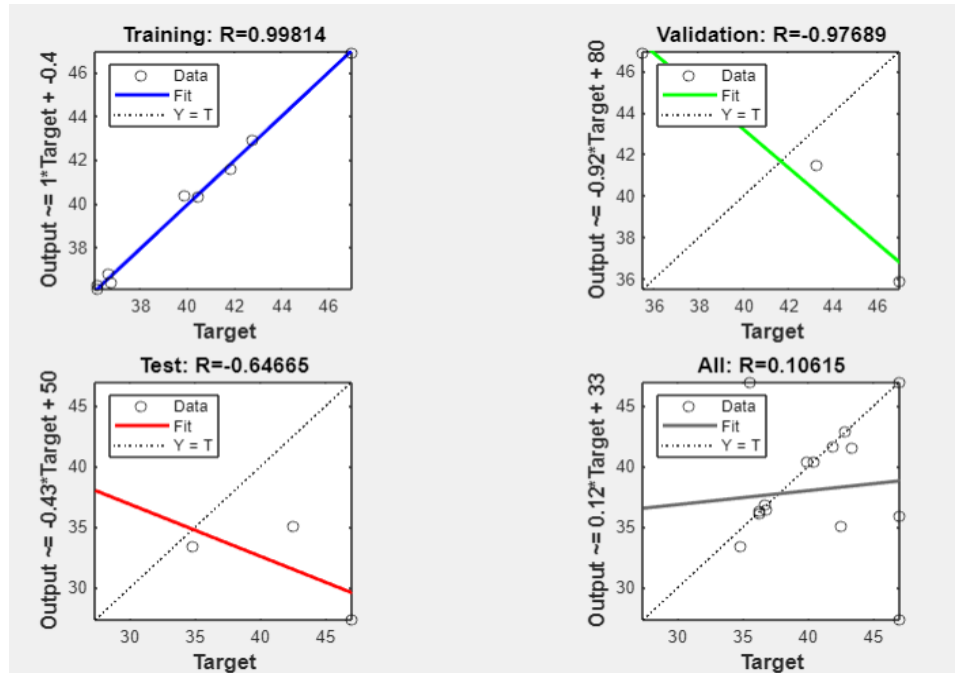 Training: R=0.99814
Output ~= 1*Target + -0.4
46
44
42
40
38
Data
Fit
Y = T
38
40
42
44
46
Target
Validation: R=-0.97689
Output ~= -0.92*Target + 80
46
44
42
40
38
36
Data
Fit
Y = T
36
38
40
42
44
46
Target
Test: R=-0.64665
Output ~= -0.43*Target + 50
45
40
35
30
Data
Fit
Y = T
30
35
40
45
Target
All: R=0.10615
Output ~= 0.12*Target + 33
45
40
35
30
Data
Fit
Y = T
30
35
40
45
Target